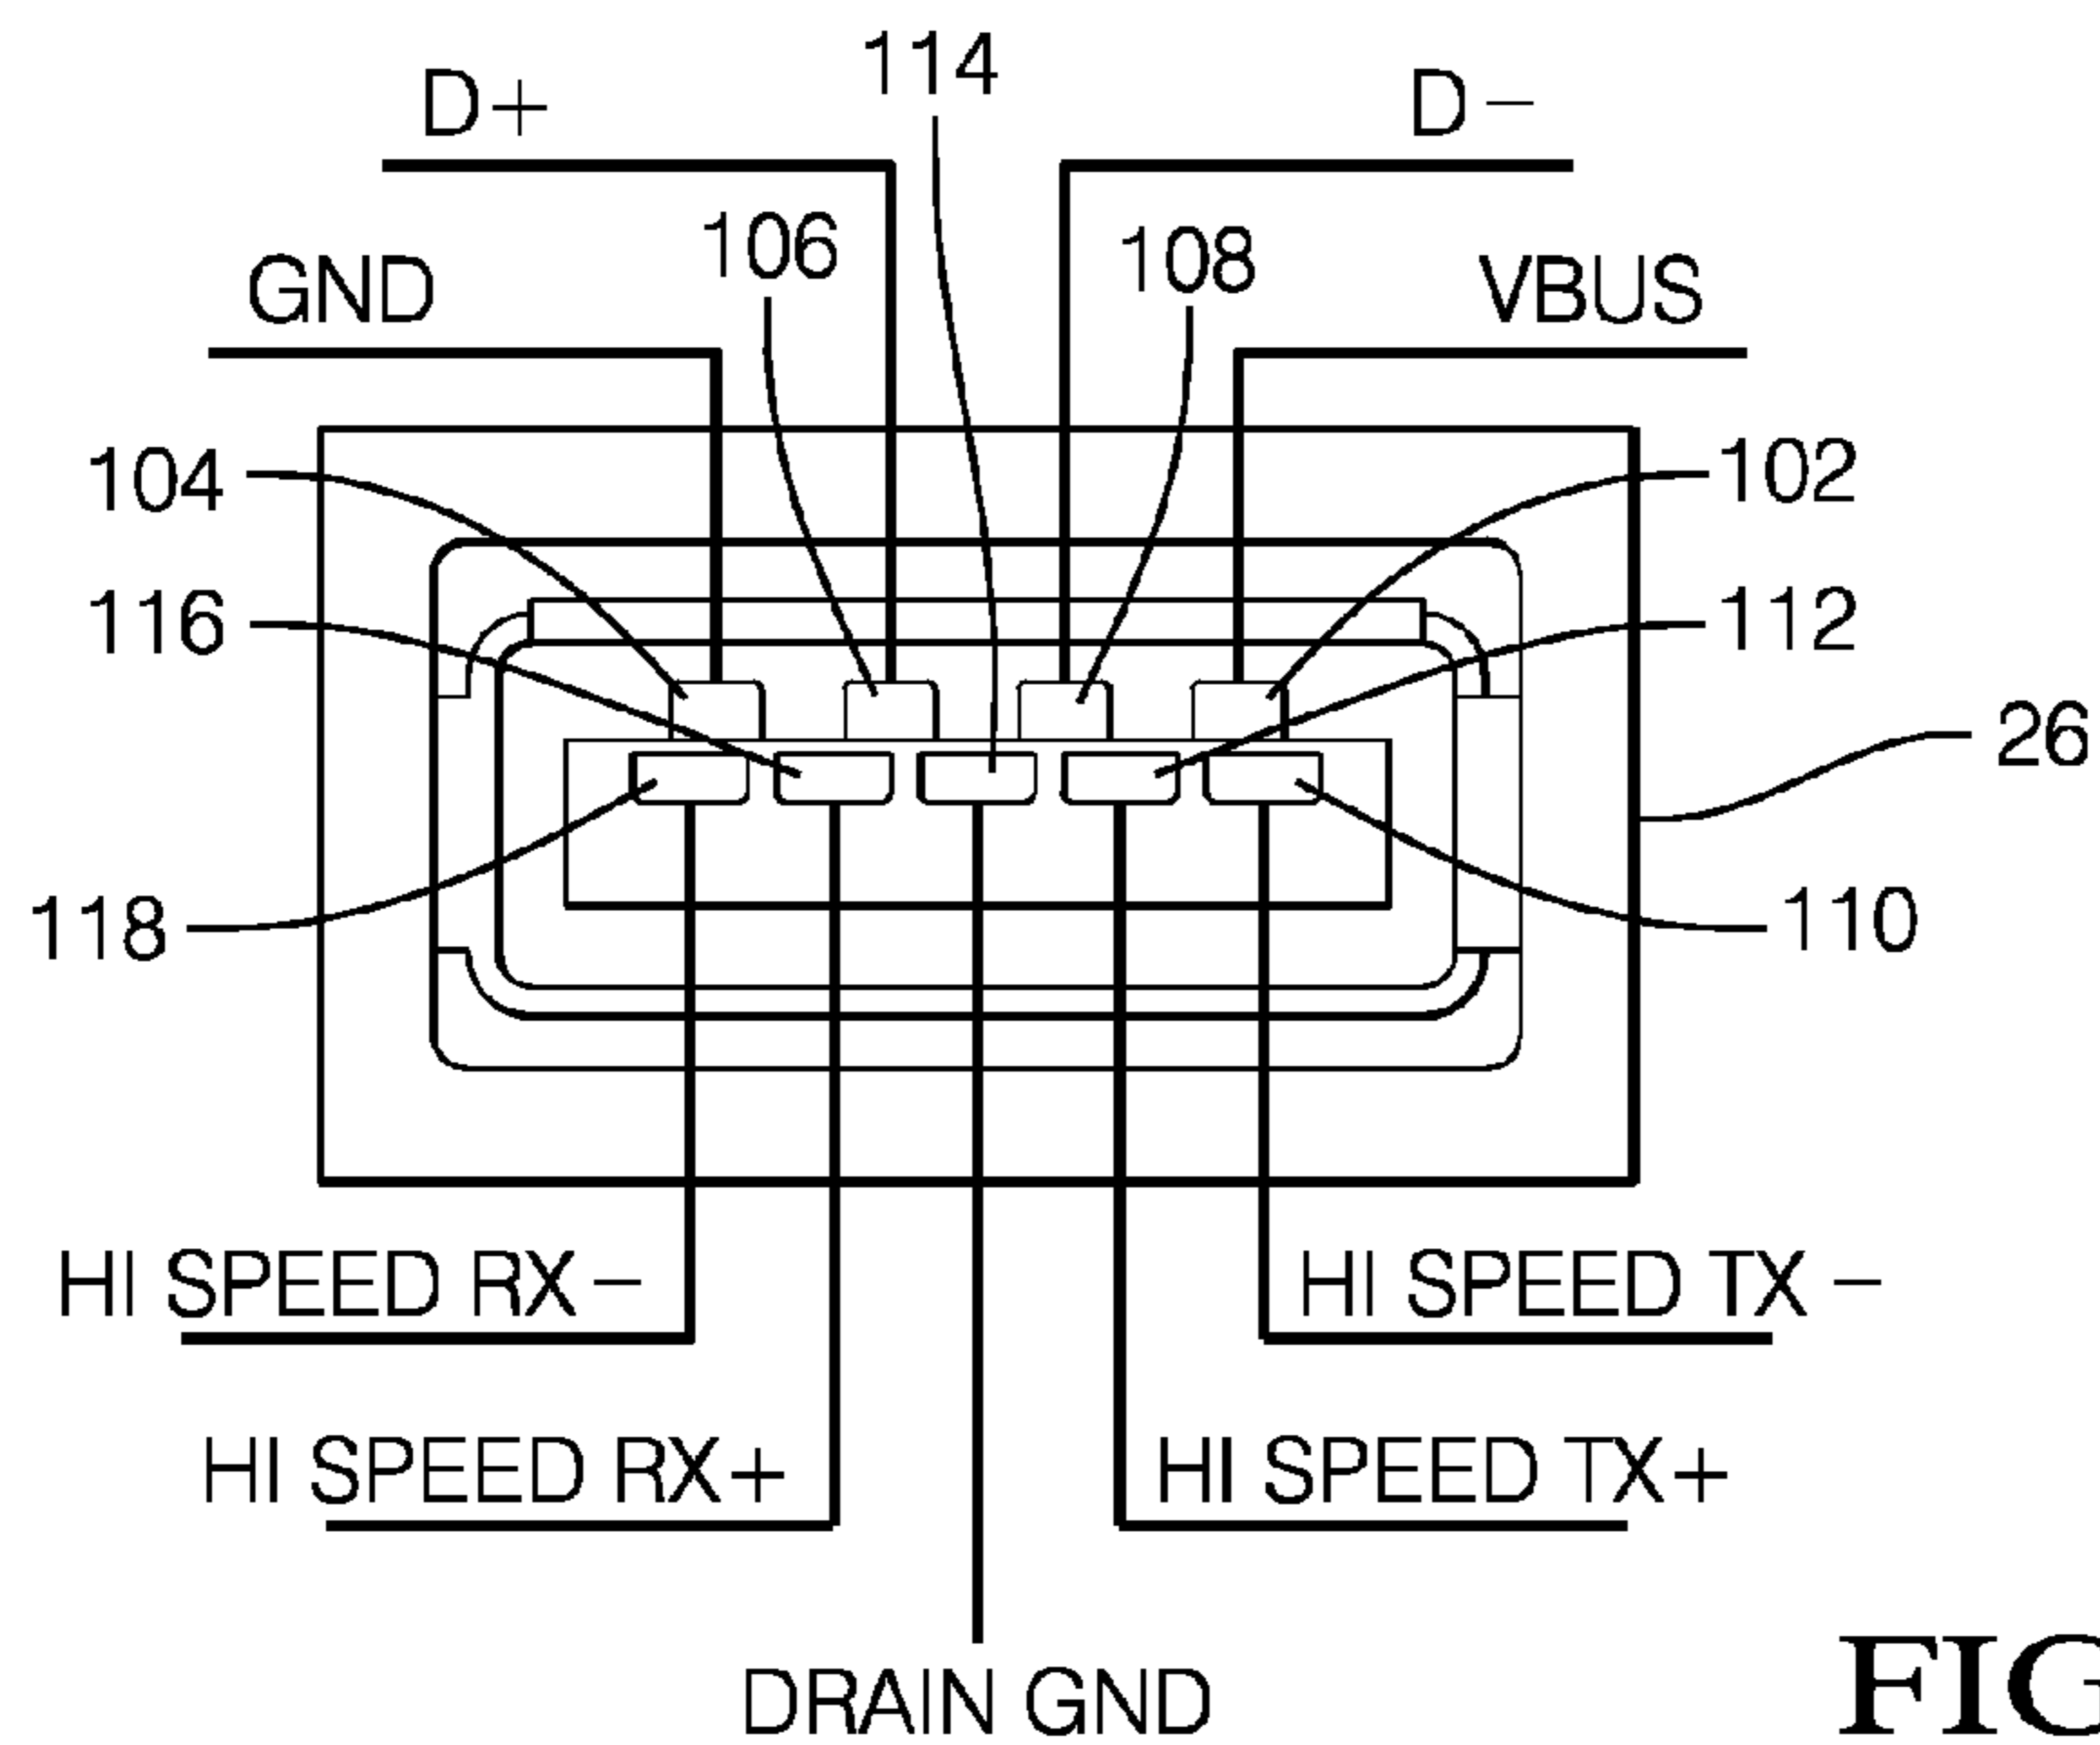 114
D+
D−
106
108
GND
VBUS
104
102
116
112
26
118
110
HI SPEED RX−
HI SPEED TX−
HI SPEED RX+
HI SPEED TX+
DRAIN GND
FIG